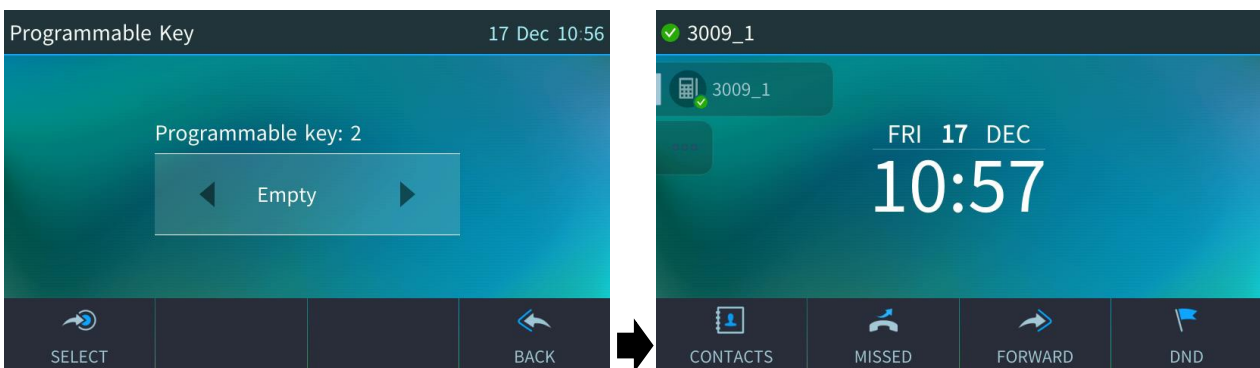 Programmable Key 17 Dec 10:56
Programmable key: 2
Empty
SELECT
BACK
3009_1
3009_1
FRI 17 DEC
10:57
CONTACTS
MISSED
FORWARD
DND